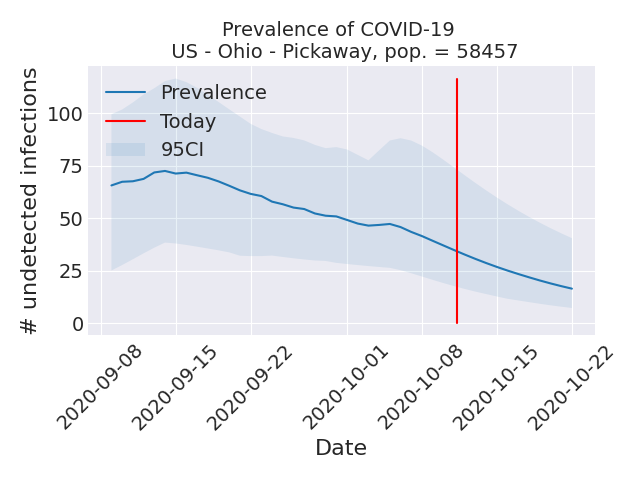 Prevalence of COVID-19
US - Ohio - Pickaway, pop. = 58457
# undetected infections
100
75
50
25
0
Prevalence
Today
95CI
2020-09-08
2020-09-15
2020-09-22
2020-10-01
2020-10-08
2020-10-15
2020-10-22
Date